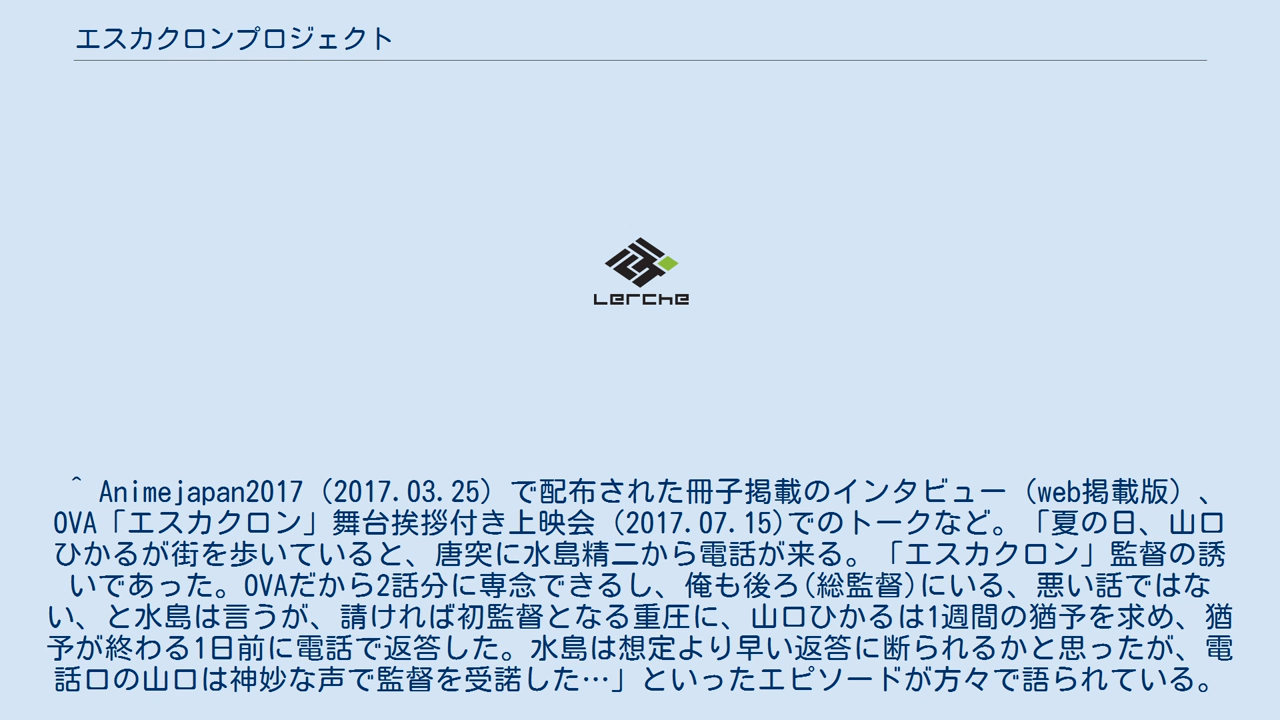 エスカクロンプロジェクト
Lerche
^ Animejapan2017（2017.03.25）で配布された冊子掲載のインタビュー（web掲載版）、
OVA「エスカクロン」舞台挨拶付き上映会（2017.07.15)でのトークなど。「夏の日、山口
ひかるが街を歩いていると、唐突に水島精二から電話が来る。「エスカクロン」監督の誘
いであった。OVAだから2話分に専念できるし、俺も後ろ(総監督)にいる、悪い話ではな
い、と水島は言うが、請ければ初監督となる重圧に、山口ひかるは1週間の猶予を求め、猶
予が終わる1日前に電話で返答した。水島は想定より早い返答に断られるかと思ったが、電
話口の山口は神妙な声で監督を受諾した…」といったエピソードが方々で語られている。